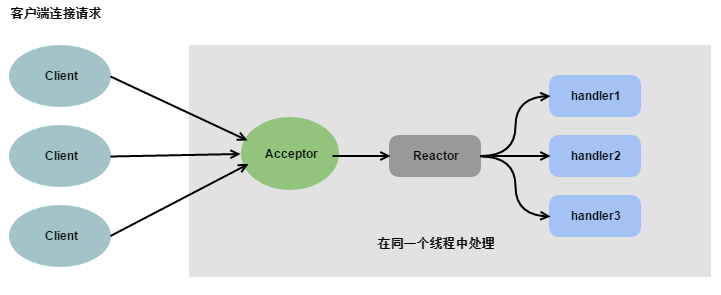 客户端连接请求
Client
Client
Client
Acceptor
Reactor
handler1
handler2
handler3
在同一个线程中处理